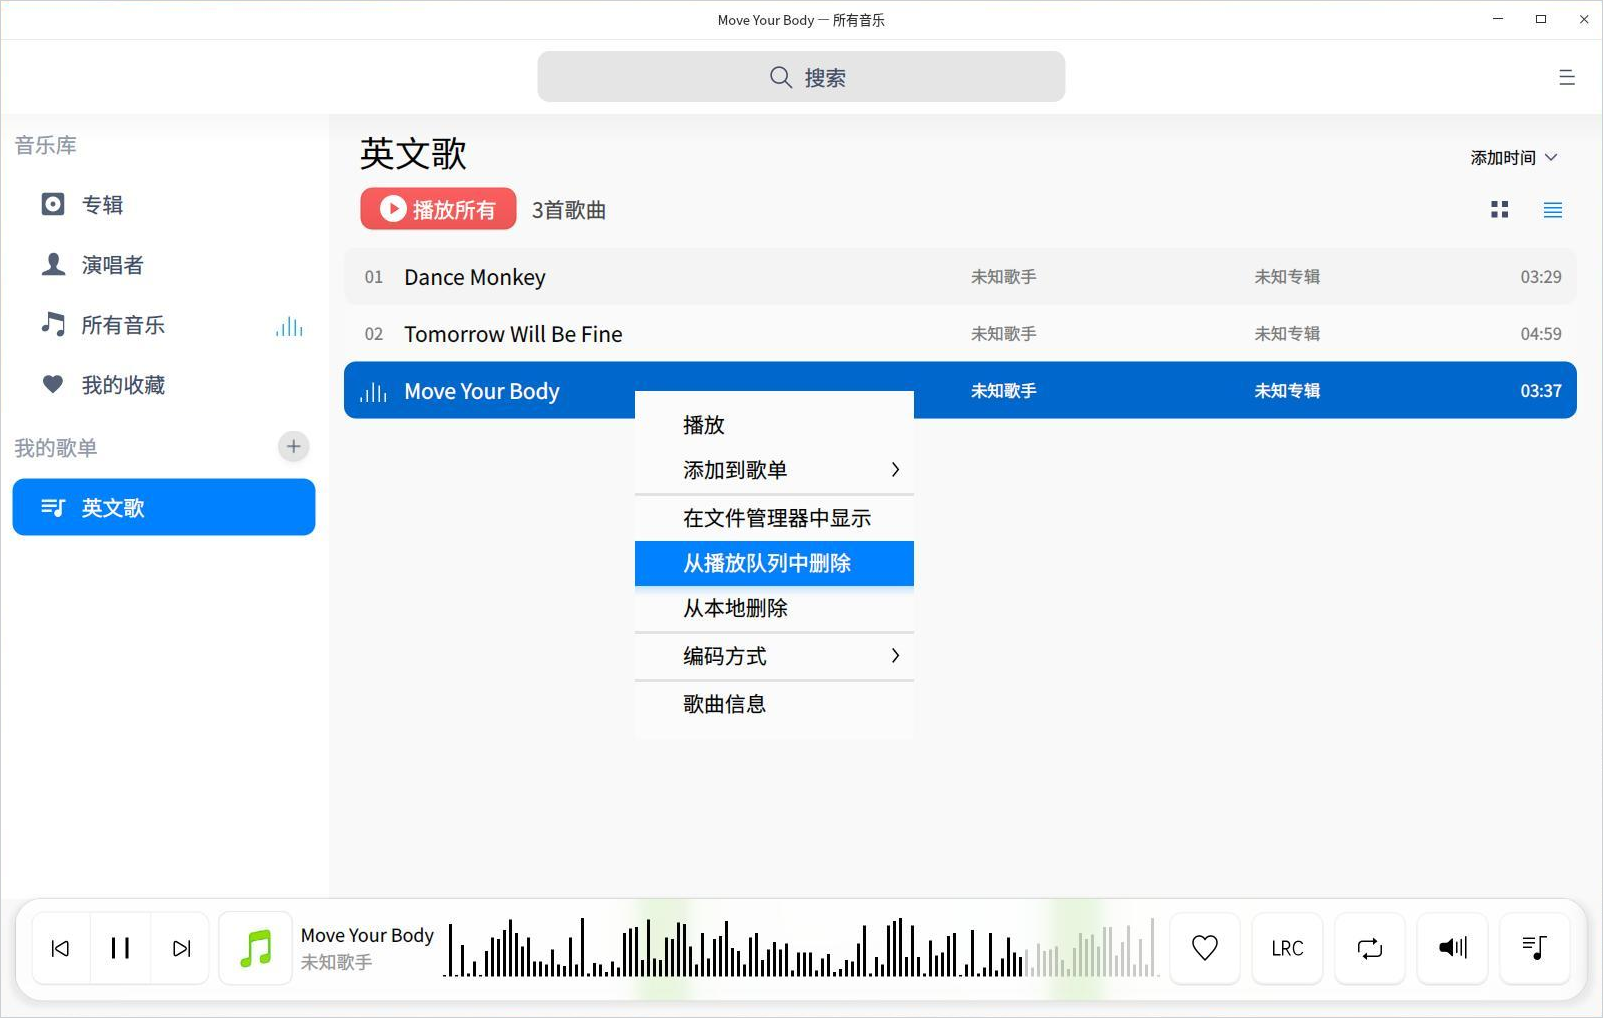 Move Your Body — 所有音乐
搜索
音乐库
专辑
演唱者
所有音乐
我的收藏
我的歌单
英文歌
英文歌
添加时间
播放所有 3首歌曲
01 Dance Monkey 未知歌手 未知专辑 03:29
02 Tomorrow Will Be Fine 未知歌手 未知专辑 04:59
Move Your Body 未知歌手 未知专辑 03:37
播放
添加到歌单
在文件管理器中显示
从播放队列中删除
从本地删除
编码方式
歌曲信息
Move Your Body
未知歌手
LRC